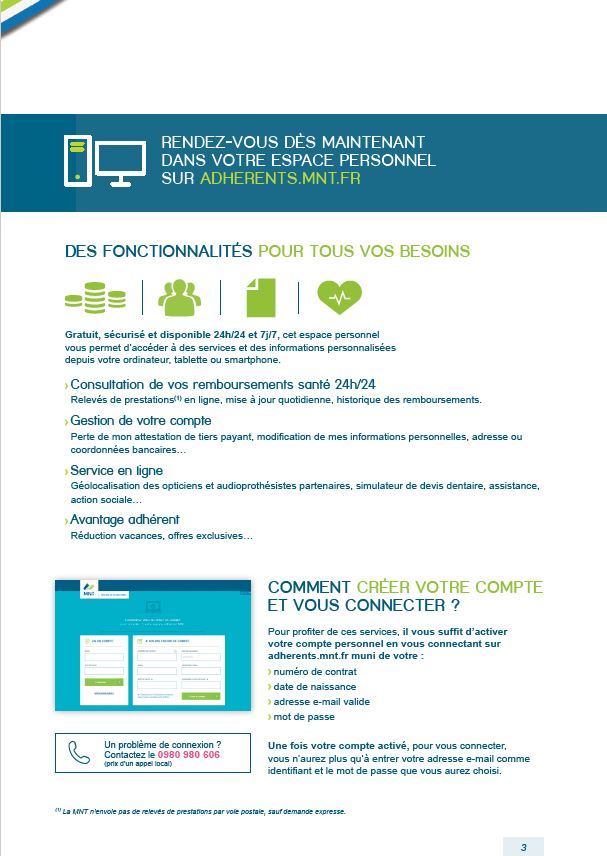 RENDEZ-VOUS DÈS MAINTENANT
DANS VOTRE ESPACE PERSONNEL
SUR ADHERENTS.MNT.FR
DES FONCTIONNALITÉS POUR TOUS VOS BESOINS
Gratuit, sécurisé et disponible 24h/24 et 7j/7, cet espace personnel
vous permet d'accéder à des services et des informations personnalisées
depuis votre ordinateur, tablette ou smartphone.
› Consultation de vos remboursements santé 24h/24
Relevés de prestations(1) en ligne, mise à jour quotidienne, historique des remboursements.
› Gestion de votre compte
Perte de mon attestation de tiers payant, modification de mes informations personnelles, adresse ou
coordonnées bancaires…
› Service en ligne
Géolocalisation des opticiens et audioprothésistes partenaires, simulateur de devis dentaire, assistance,
action sociale…
› Avantage adhérent
Réduction vacances, offres exclusives…
MNT
COMMENT CRÉER VOTRE COMPTE
ET VOUS CONNECTER ?
Pour profiter de ces services, il vous suffit d'activer
votre compte personel en vous connectant sur
adherents.mnt.fr muni de votre :
› numéro de contrat
› date de naissance
› adresse e-mail valide
› mot de passe
Une fois votre compte activé, pour vous connecter,
vous n'aurez plus qu'à entrer votre adresse e-mail comme
identifiant et le mot de passe que vous aurez choisi.
Un problème de connexion ?
Contactez le 0980 980 606
(prix d'un appel local)
(1) La MNT n'envoie pas de relevés de prestations par voie postale, sauf demande expresse.
3